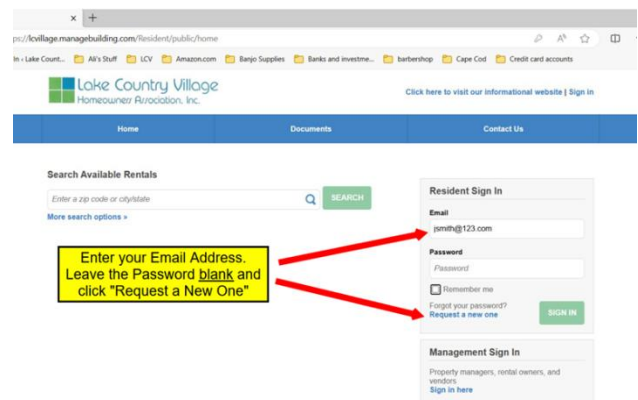 ps://lcvillage.managebuilding.com/Resident/public/home
In - Lake Count... Ali's Stuff LCV Amazon.com Banjo Supplies Banks and investme... barbershop Cape Cod Credit card accounts
Lake Country Village
Homeowners Association, Inc.
Click here to visit our informational website | Sign in
Home Documents Contact Us
Search Available Rentals
Enter a zip code or city/state
SEARCH
More search options »
Enter your Email Address.
Leave the Password blank and
click "Request a New One"
Resident Sign In
Email
jsmith@123.com
Password
Password
Remember me
Forgot your password?
Request a new one
SIGN IN
Management Sign In
Property managers, rental owners, and
vendors
Sign in here